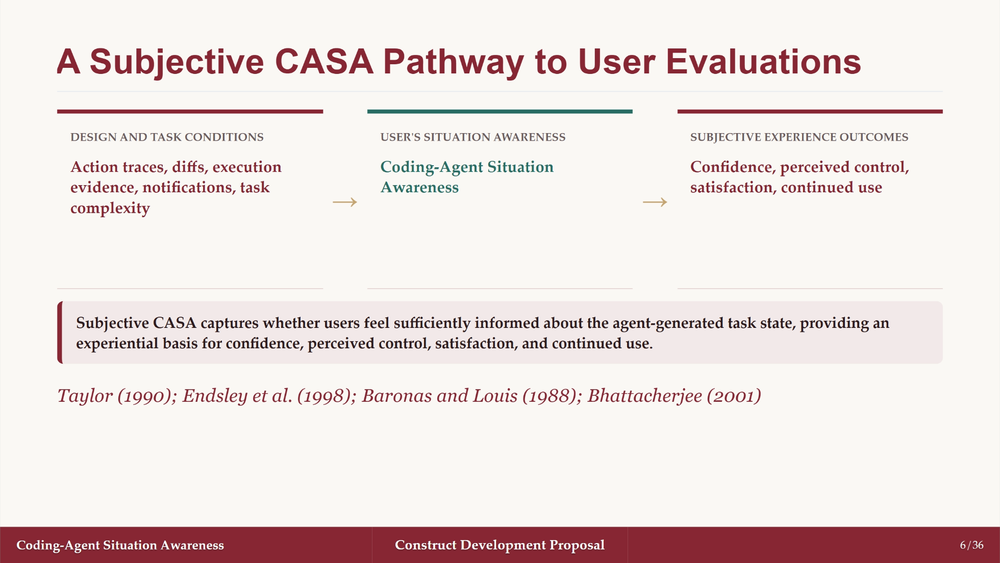 A Subjective CASA Pathway to User Evaluations
DESIGN AND TASK CONDITIONS
Action traces, diffs, execution
evidence, notifications, task
complexity
→
USER'S SITUATION AWARENESS
Coding-Agent Situation
Awareness
→
SUBJECTIVE EXPERIENCE OUTCOMES
Confidence, perceived control,
satisfaction, continued use
Subjective CASA captures whether users feel sufficiently informed about the agent-generated task state, providing an
experiential basis for confidence, perceived control, satisfaction, and continued use.
Taylor (1990); Endsley et al. (1998); Baronas and Louis (1988); Bhattacherjee (2001)
Coding-Agent Situation Awareness
Construct Development Proposal
6/36